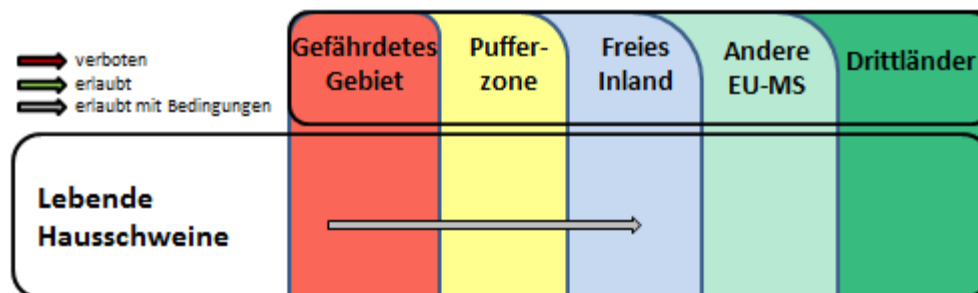 verboten
erlaubt
erlaubt mit Bedingungen
Gefährdetes
Gebiet
Puffer-
zone
Freies
Inland
Andere
EU-MS
Drittländer
Lebende
Hausschweine